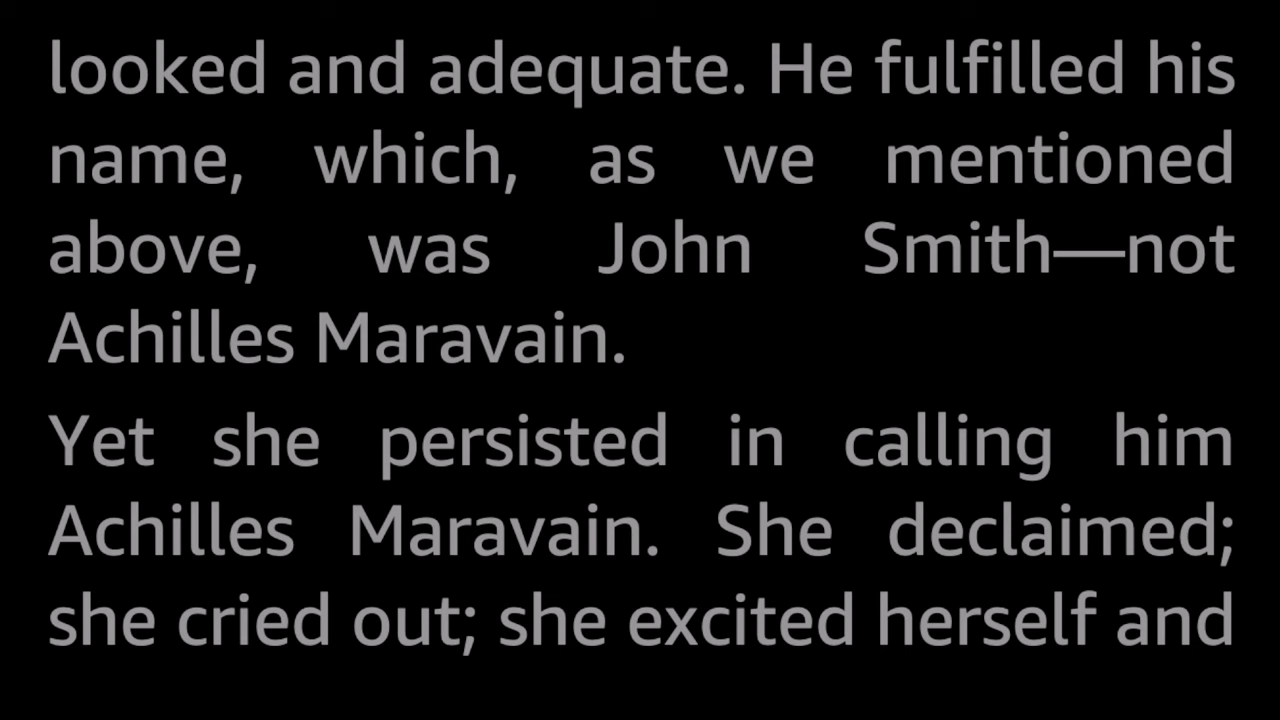 looked and adequate. He fulfilled his
name, which, as we mentioned
above, was John Smith—not
Achilles Maravain.
Yet she persisted in calling him
Achilles Maravain. She declaimed;
she cried out; she excited herself and